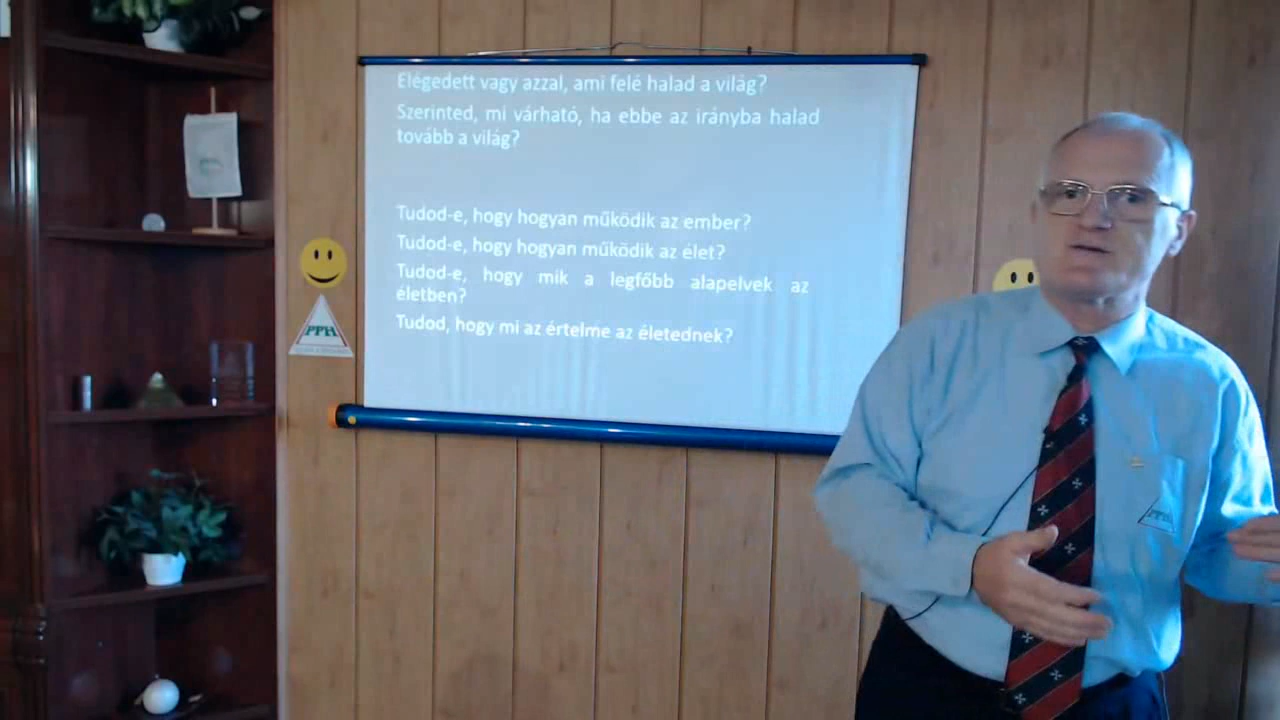 Elégedett vagy azzal, ami felé halad a világ?
Szerinted, mi várható, ha ebbe az irányba halad
tovább a világ?
Tudod-e, hogy hogyan működik az ember?
Tudod-e, hogy hogyan működik az élet?
Tudod-e, hogy mik a legfőbb alapelvek az
életben?
Tudod, hogy mi az értelme az életednek?
PPH
PPH